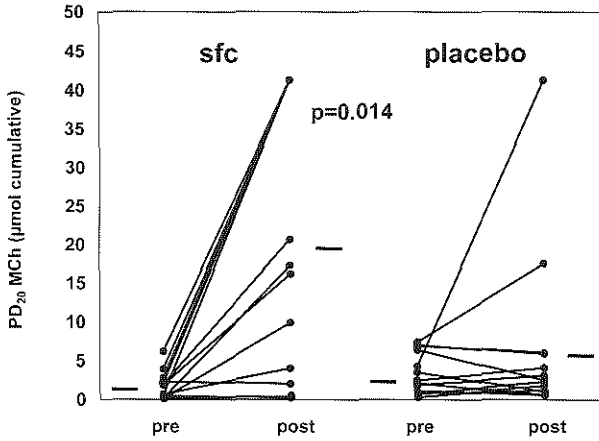 50
45
40
35
30
25
20
15
10
5
0
PD20 MCh (µmol cumulative)
sfc
placebo
p=0.014
pre
post
pre
post